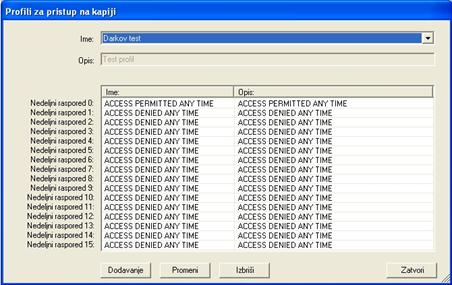 Profili za pristup na kapiji
Ime: Darkov test
Opis: Test profil
Ime: Opis:
Nedeljni raspored 0: ACCESS PERMITTED ANY TIME ACCESS PERMITTED ANY TIME
Nedeljni raspored 1: ACCESS DENIED ANY TIME ACCESS DENIED ANY TIME
Nedeljni raspored 2: ACCESS DENIED ANY TIME ACCESS DENIED ANY TIME
Nedeljni raspored 3: ACCESS DENIED ANY TIME ACCESS DENIED ANY TIME
Nedeljni raspored 4: ACCESS DENIED ANY TIME ACCESS DENIED ANY TIME
Nedeljni raspored 5: ACCESS DENIED ANY TIME ACCESS DENIED ANY TIME
Nedeljni raspored 6: ACCESS DENIED ANY TIME ACCESS DENIED ANY TIME
Nedeljni raspored 7: ACCESS DENIED ANY TIME ACCESS DENIED ANY TIME
Nedeljni raspored 8: ACCESS DENIED ANY TIME ACCESS DENIED ANY TIME
Nedeljni raspored 9: ACCESS DENIED ANY TIME ACCESS DENIED ANY TIME
Nedeljni raspored 10: ACCESS DENIED ANY TIME ACCESS DENIED ANY TIME
Nedeljni raspored 11: ACCESS DENIED ANY TIME ACCESS DENIED ANY TIME
Nedeljni raspored 12: ACCESS DENIED ANY TIME ACCESS DENIED ANY TIME
Nedeljni raspored 13: ACCESS DENIED ANY TIME ACCESS DENIED ANY TIME
Nedeljni raspored 14: ACCESS DENIED ANY TIME ACCESS DENIED ANY TIME
Nedeljni raspored 15: ACCESS DENIED ANY TIME ACCESS DENIED ANY TIME
Dodavanje Promeni Izbriši Zatvori